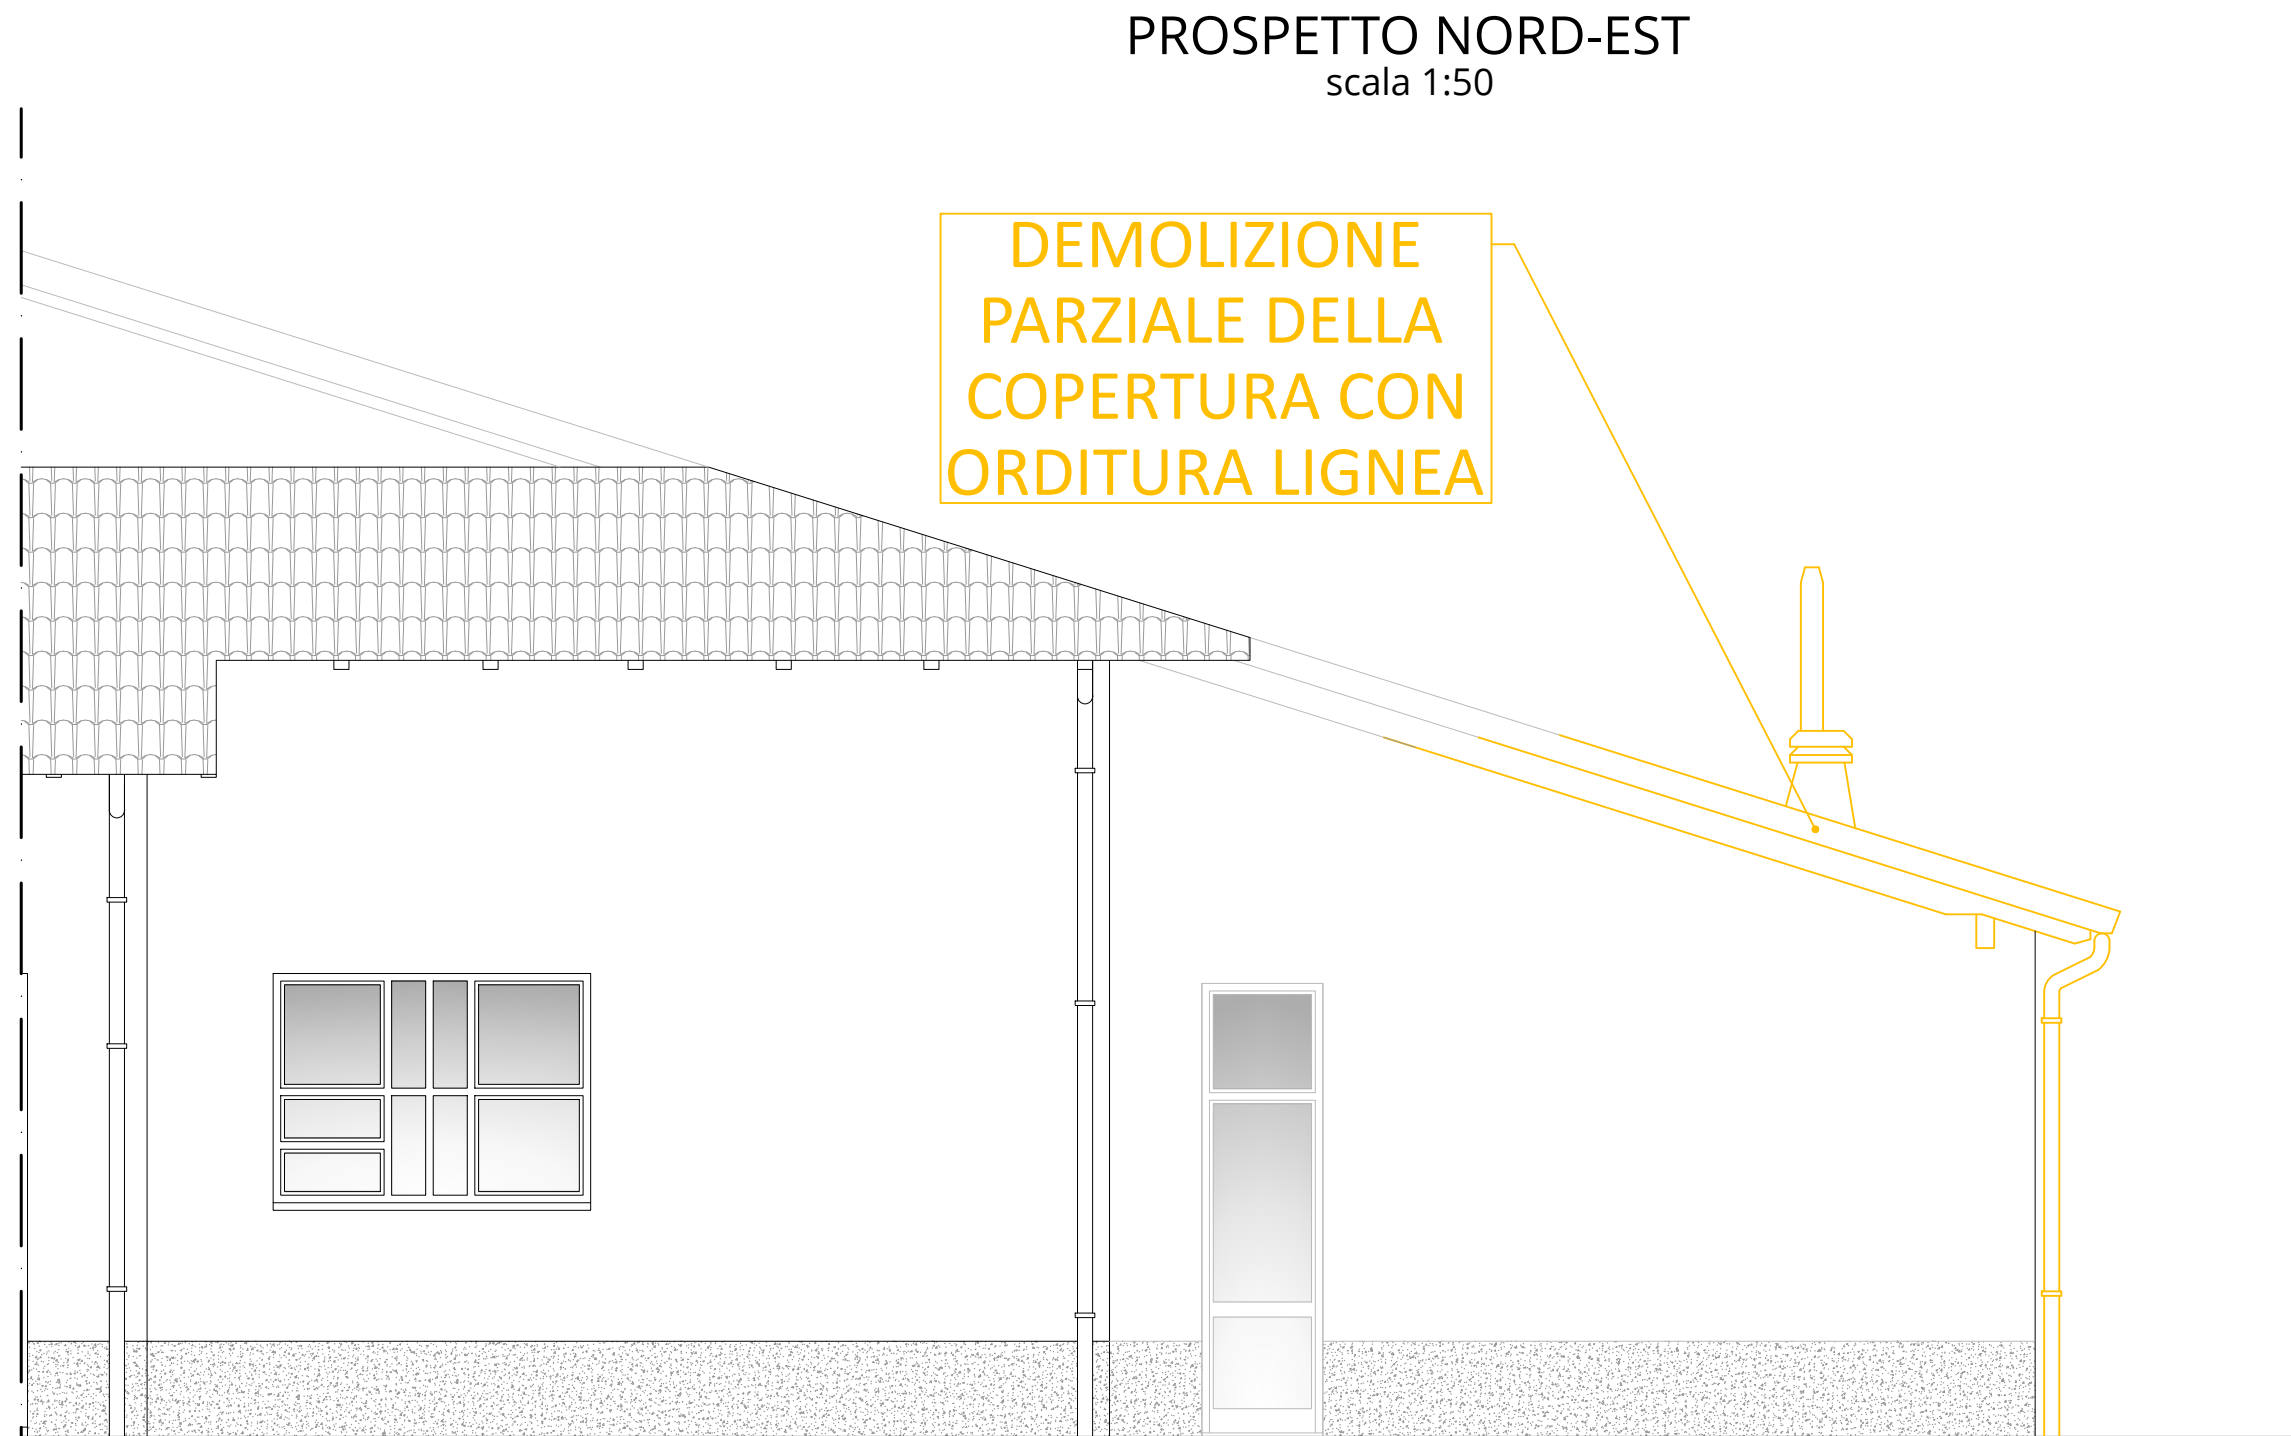 PROSPETTO NORD-EST
scala 1:50
DEMOLIZIONE
PARZIALE DELLA
COPERTURA CON
ORDITURA LIGNEA